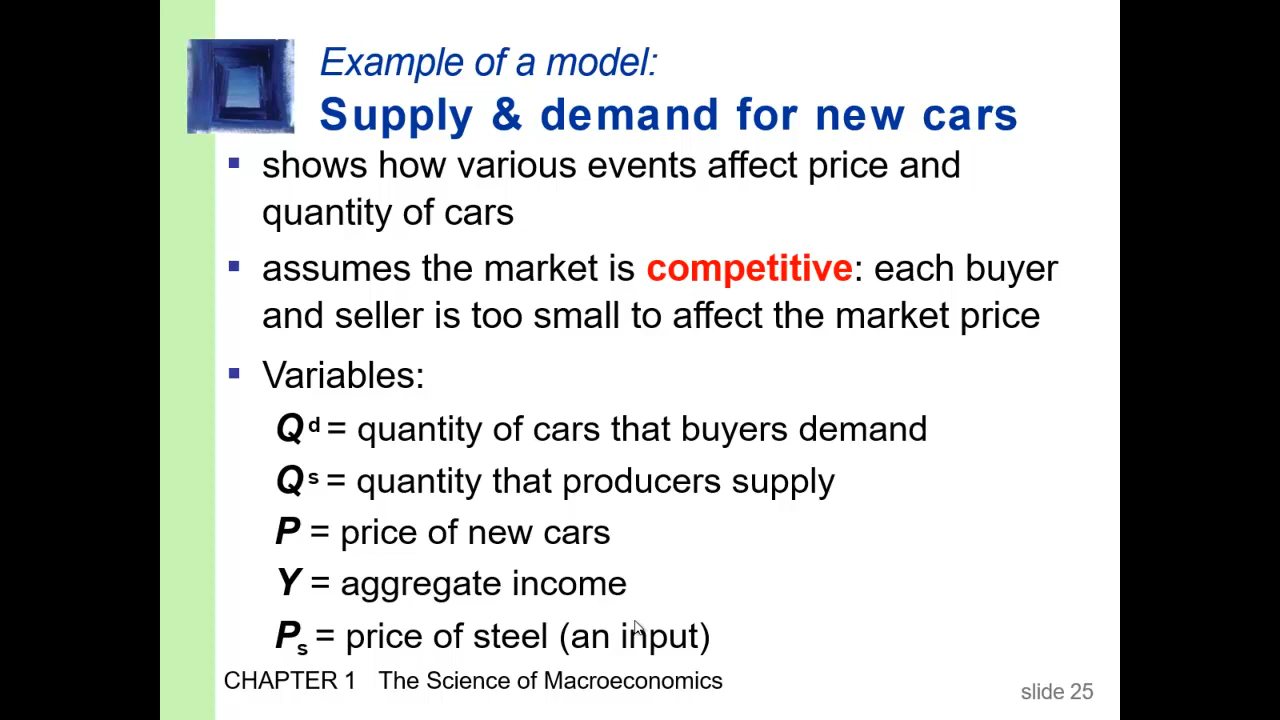 Example of a model:
Supply & demand for new cars
▪ shows how various events affect price and
quantity of cars
▪ assumes the market is competitive: each buyer
and seller is too small to affect the market price
▪ Variables:
Q d = quantity of cars that buyers demand
Q s = quantity that producers supply
P = price of new cars
Y = aggregate income
Ps = price of steel (an input)
CHAPTER 1 The Science of Macroeconomics
slide 25